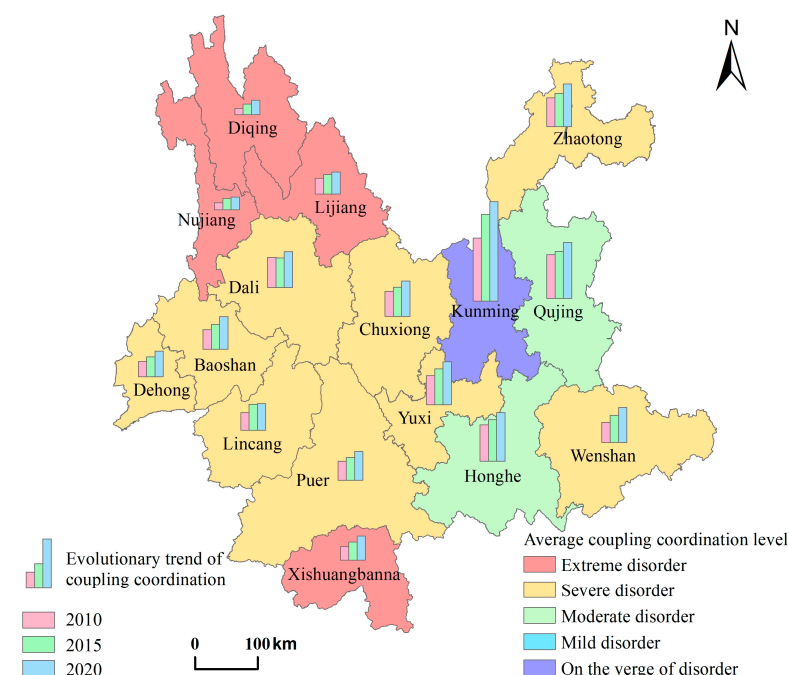 N
Diqing
Zhaotong
Lijiang
Nujiang
Dali
Kunming
Qujing
Chuxiong
Baoshan
Dehong
Yuxi
Lincang
Wenshan
Puer
Honghe
Xishuangbanna
Evolutionary trend of
coupling coordination
2010
2015
2020
0 100 km
Average coupling coordination level
Extreme disorder
Severe disorder
Moderate disorder
Mild disorder
On the verge of disorder